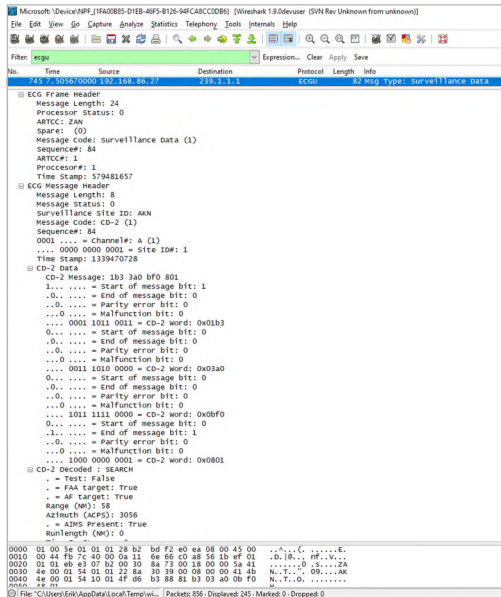 Microsoft: \Device\NPF_{1FA00B85-D1EB-46F5-B126-94FCABCC0DB6} [Wireshark 1.9.0devuser (SVN Rev Unknown from unknown)]
File Edit View Go Capture Analyze Statistics Telephony Tools Internals Help
Filter: ecgu Expression... Clear Apply Save
No. Time Source Destination Protocol Length Info
745 7.505670000 192.168.86.27 239.1.1.1 ECGU 82 Msg Type: Surveillance Data
ECG Frame Header
Message Length: 24
Processor Status: 0
ARTCC: ZAN
Spare: (0)
Message Code: Surveillance Data (1)
Sequence#: 84
ARTCC#: 1
Proccesor#: 1
Time Stamp: 579481657
ECG Message Header
Message Length: 8
Message Status: 0
Surveillance Site ID: AKN
Message Code: CD-2 (1)
Sequence#: 84
0001 .... = Channel#: A (1)
.... 0000 0000 0001 = Site ID#: 1
Time Stamp: 1339470728
CD-2 Data
CD-2 Message: 1b3 3a0 bf0 801
1... .... = Start of message bit: 1
.0.. .... = End of message bit: 0
..0. .... = Parity error bit: 0
...0 .... = Malfunction bit: 0
.... 0001 1011 0011 = CD-2 Word: 0x01b3
0... .... = Start of message bit: 0
.0.. .... = End of message bit: 0
..0. .... = Parity error bit: 0
...0 .... = Malfunction bit: 0
.... 0011 1010 0000 = CD-2 Word: 0x03a0
0... .... = Start of message bit: 0
.0.. .... = End of message bit: 0
..0. .... = Parity error bit: 0
...0 .... = Malfunction bit: 0
.... 1011 1111 0000 = CD-2 Word: 0x0bf0
0... .... = Start of message bit: 0
.1.. .... = End of message bit: 1
..0. .... = Parity error bit: 0
...0 .... = Malfunction bit: 0
.... 1000 0000 0001 = CD-2 Word: 0x0801
CD-2 Decoded : SEARCH
. = Test: False
. = FAA target: True
. = AF target: True
Range (NM): 58
Azimuth (ACPS): 3056
. = AIMS Present: True
Runlength (NM): 0
0000 01 00 5e 01 01 01 28 b2 bd f2 e0 ea 08 00 45 00 ..^...(. ......E.
0010 00 44 fb 7c 40 00 0a 11 6e 66 c0 a8 56 1b ef 01 .D.|@... nf..V...
0020 01 01 eb e3 07 b2 00 30 8a 73 00 18 00 00 5a 41 .......0 .s....ZA
0030 4e 00 01 54 01 01 22 8a 30 39 00 08 00 00 41 4b N..T..". 09....AK
0040 4e 00 01 54 10 01 4f d6 b3 88 81 b3 03 a0 0b f0 N..T..O. ........
0050 48 01
File: "C:\Users\Erik\AppData\Local\Temp\wi... Packets: 856 - Displayed: 245 - Marked: 0 - Dropped: 0